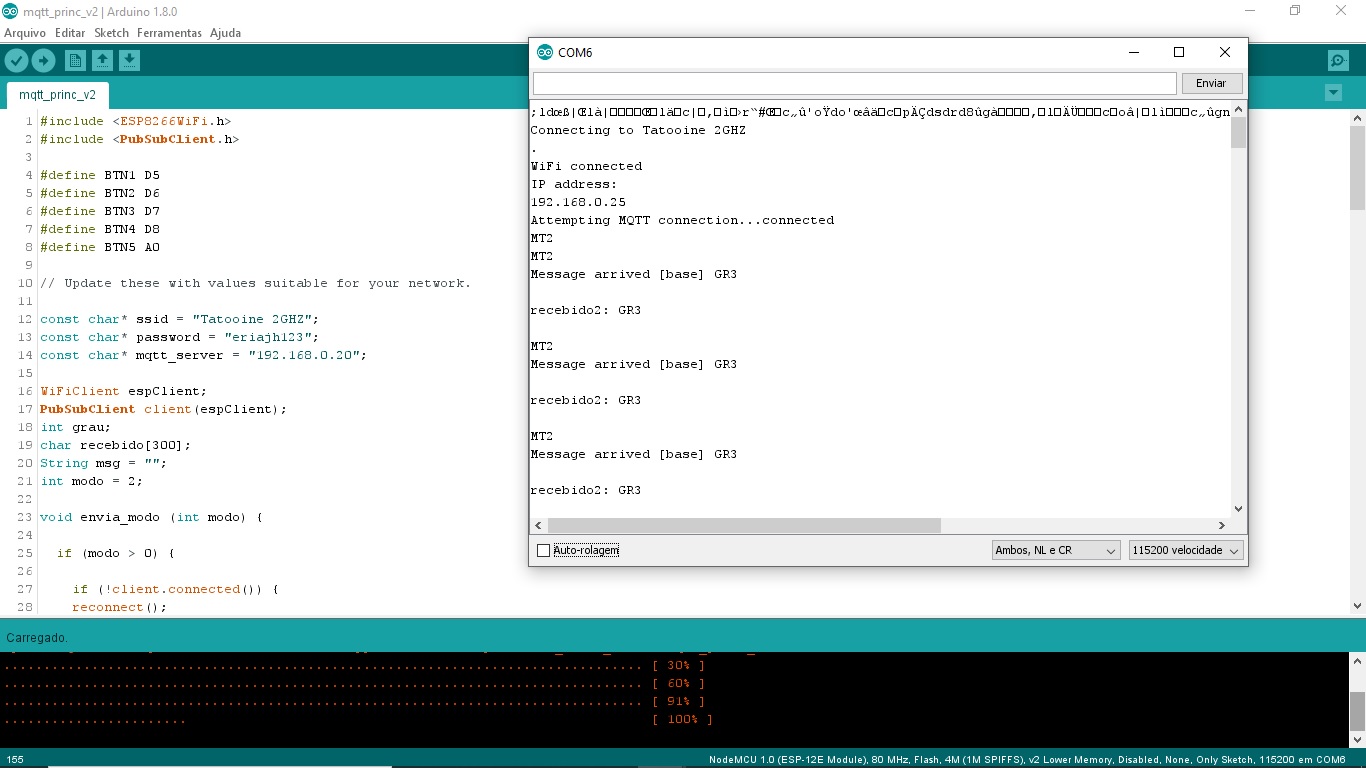 mqtt_princ_v2 | Arduino 1.8.0
Arquivo Editar Sketch Ferramentas Ajuda
mqtt_princ_v2
1 #include <ESP8266WiFi.h>
2 #include <PubSubClient.h>
3
4 #define BTN1 D5
5 #define BTN2 D6
6 #define BTN3 D7
7 #define BTN4 D8
8 #define BTN5 A0
9
10 // Update these with values suitable for your network.
11
12 const char* ssid = "Tatooine 2GHZ";
13 const char* password = "eriajh123";
14 const char* mqtt_server = "192.168.0.20";
15
16 WiFiClient espClient;
17 PubSubClient client(espClient);
18 int grau;
19 char recebido[300];
20 String msg = "";
21 int modo = 2;
22
23 void envia_modo (int modo) {
24
25 if (modo > 0) {
26
27 if (!client.connected()) {
28 reconnect();
COM6
Enviar
Connecting to Tatooine 2GHZ
.
WiFi connected
IP address:
192.168.0.25
Attempting MQTT connection...connected
MT2
MT2
Message arrived [base] GR3
recebido2: GR3
MT2
Message arrived [base] GR3
recebido2: GR3
MT2
Message arrived [base] GR3
recebido2: GR3
Auto-rolagem
Ambos, NL e CR
115200 velocidade
Carregado.
................................................................................ [ 30% ]
................................................................................ [ 60% ]
................................................................................ [ 91% ]
....................... [ 100% ]
155
NodeMCU 1.0 (ESP-12E Module), 80 MHz, Flash, 4M (1M SPIFFS), v2 Lower Memory, Disabled, None, Only Sketch, 115200 em COM6